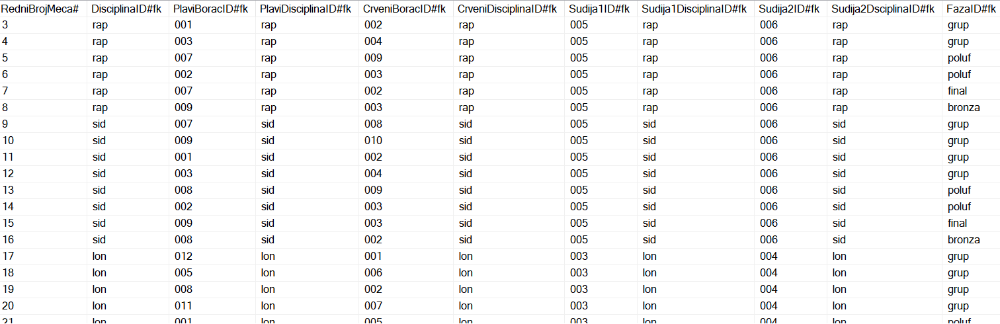 RedniBrojMeca# DisciplinaID#fk PlaviBoracID#fk PlaviDisciplinaID#fk CrveniBoracID#fk CrveniDisciplinaID#fk Sudija1ID#fk Sudija1DisciplinaID#fk Sudija2ID#fk Sudija2DsciplinaID#fk FazaID#fk
3 rap 001 rap 002 rap 005 rap 006 rap grup
4 rap 003 rap 004 rap 005 rap 006 rap grup
5 rap 007 rap 009 rap 005 rap 006 rap poluf
6 rap 002 rap 003 rap 005 rap 006 rap poluf
7 rap 007 rap 002 rap 005 rap 006 rap final
8 rap 009 rap 003 rap 005 rap 006 rap bronza
9 sid 007 sid 008 sid 005 sid 006 sid grup
10 sid 009 sid 010 sid 005 sid 006 sid grup
11 sid 001 sid 002 sid 005 sid 006 sid grup
12 sid 003 sid 004 sid 005 sid 006 sid grup
13 sid 008 sid 009 sid 005 sid 006 sid poluf
14 sid 002 sid 003 sid 005 sid 006 sid poluf
15 sid 009 sid 003 sid 005 sid 006 sid final
16 sid 008 sid 002 sid 005 sid 006 sid bronza
17 lon 012 lon 001 lon 003 lon 004 lon grup
18 lon 005 lon 006 lon 003 lon 004 lon grup
19 lon 008 lon 002 lon 003 lon 004 lon grup
20 lon 011 lon 007 lon 003 lon 004 lon grup
21 lon 001 lon 005 lon 003 lon 004 lon poluf